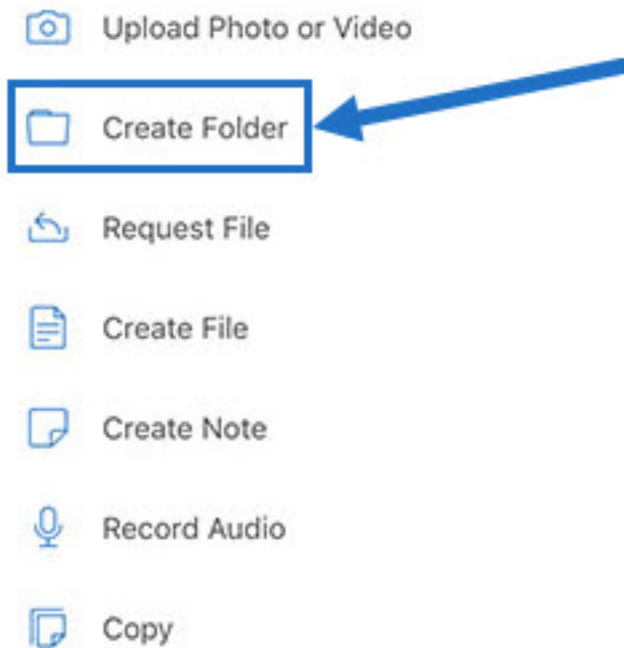 Upload Photo or Video
Create Folder
Request File
Create File
Create Note
Record Audio
Copy